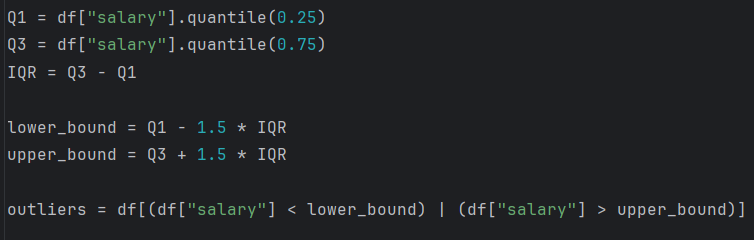 Q1 = df["salary"].quantile(0.25)
Q3 = df["salary"].quantile(0.75)
IQR = Q3 - Q1
lower_bound = Q1 - 1.5 * IQR
upper_bound = Q3 + 1.5 * IQR
outliers = df[(df["salary"] < lower_bound) | (df["salary"] > upper_bound)]